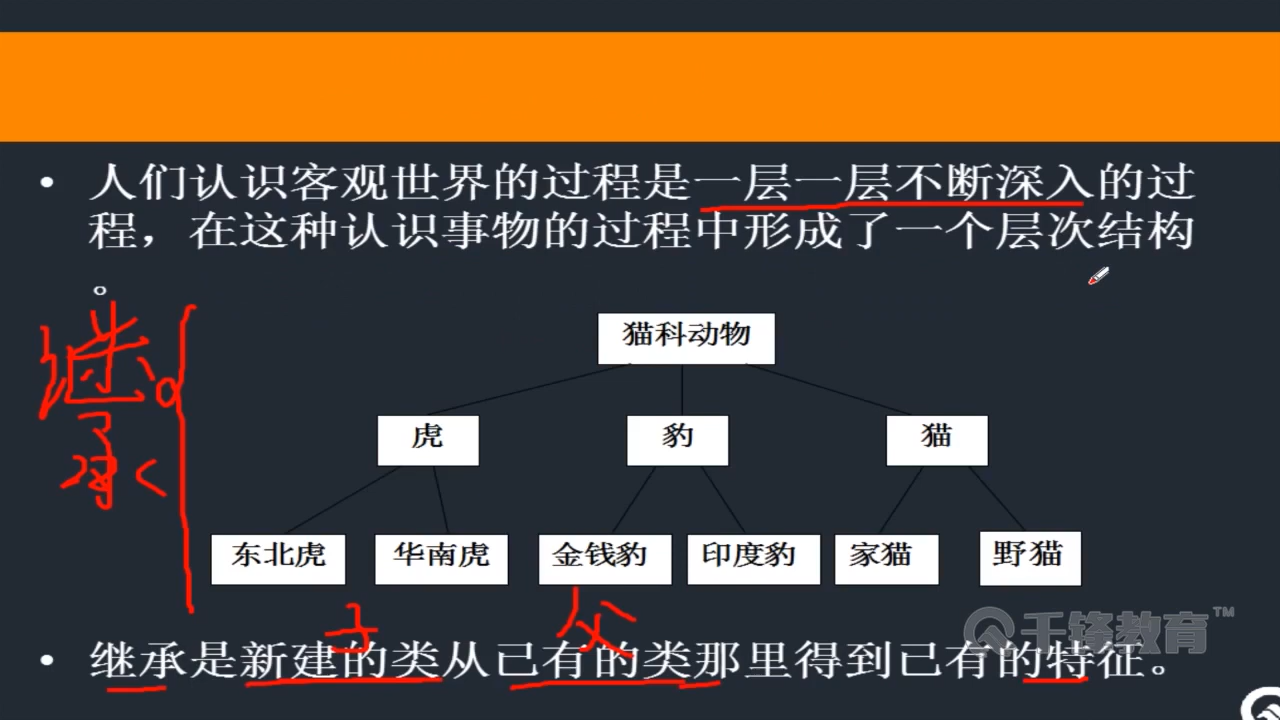 • 人们认识客观世界的过程是一层一层不断深入的过
程，在这种认识事物的过程中形成了一个层次结构
。
继承
猫科动物
虎 豹 猫
东北虎 华南虎 金钱豹 印度豹 家猫 野猫
子 父
千锋教育™
• 继承是新建的类从已有的类那里得到已有的特征。